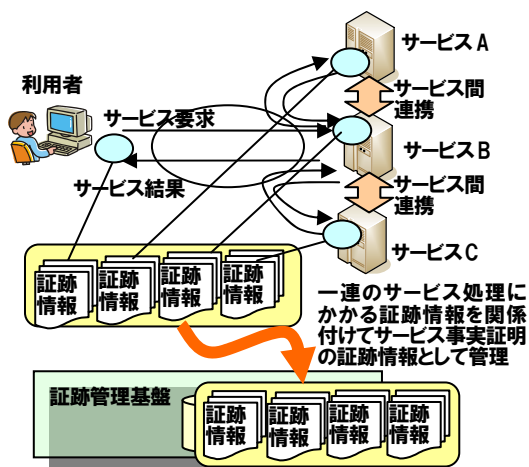 サービスA
利用者
サービス間
連携
サービス要求
サービスB
サービス結果
サービス間
連携
サービスC
証跡
情報
証跡
情報
証跡
情報
証跡
情報
一連のサービス処理に
かかる証跡情報を関係
付けてサービス事実証明
の証跡情報として管理
証跡管理基盤
証跡
情報
証跡
情報
証跡
情報
証跡
情報